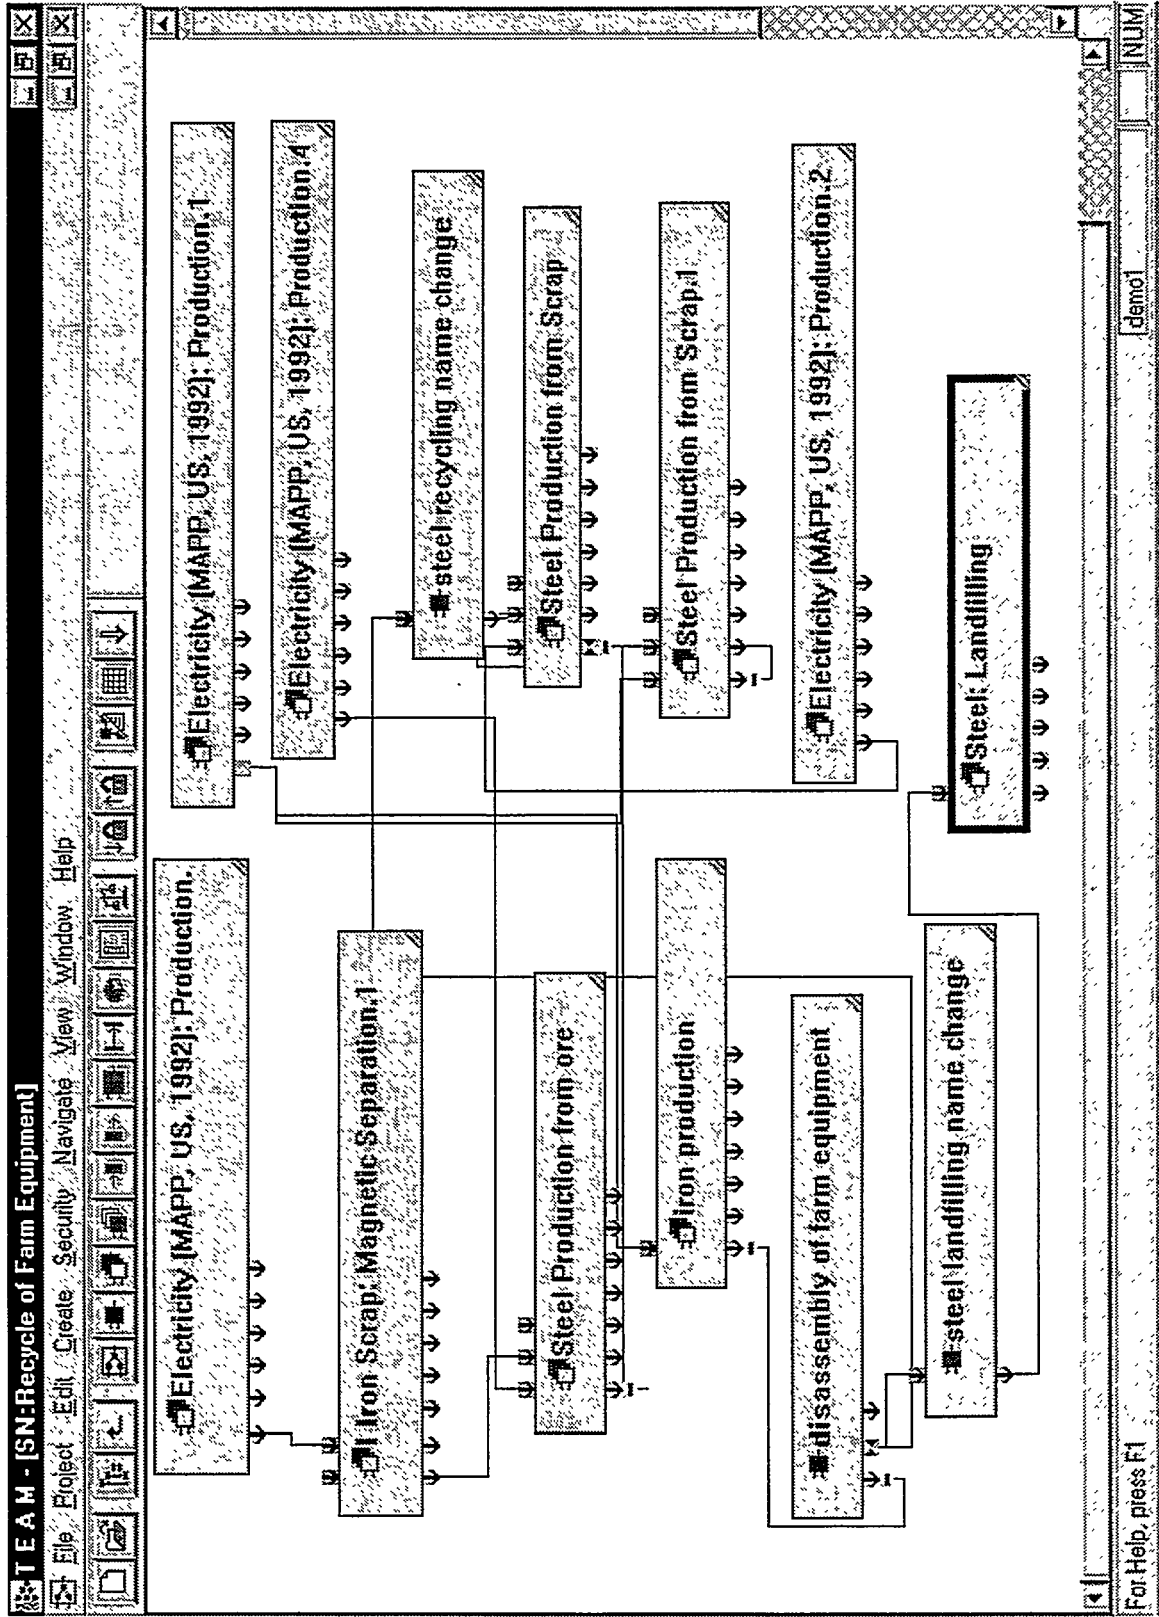 T E A M - [SN:Recycle of Farm Equipment]
File Project Edit Create Security Navigate View Window Help
Electricity (MAPP, US, 1992): Production.
Electricity (MAPP, US, 1992): Production.1
Electricity (MAPP, US, 1992): Production.4
Iron Scrap: Magnetic Separation.1
steel recycling name change
Steel Production from ore
Steel Production from Scrap
Iron production
Steel Production from Scrap.1
disassembly of farm equipment
Electricity (MAPP, US, 1992): Production.2
steel landfilling name change
Steel: Landfilling
For Help, press F1
demo1
NUM